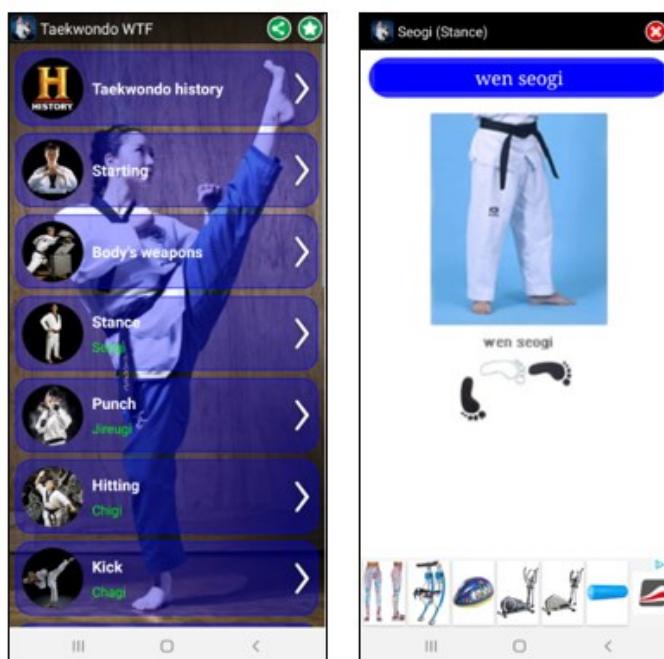 Taekwondo WTF
HISTORY
Taekwondo history
Starting
Body's weapons
Stance
Seogi
Punch
Jireugi
Hitting
Chigi
Kick
Chagi
Seogi (Stance)
wen seogi
wen seogi